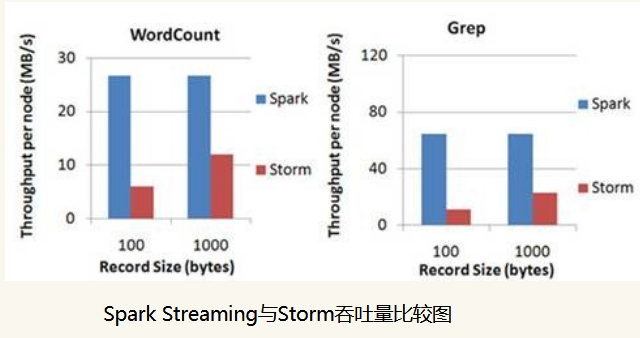 WordCount
Throughput per node (MB/s)
30
20
10
0
100
1000
Record Size (bytes)
Spark
Storm
Grep
Throughput per node (MB/s)
120
80
40
0
100
1000
Record Size (bytes)
Spark
Storm
Spark Streaming与Storm吞吐量比较图